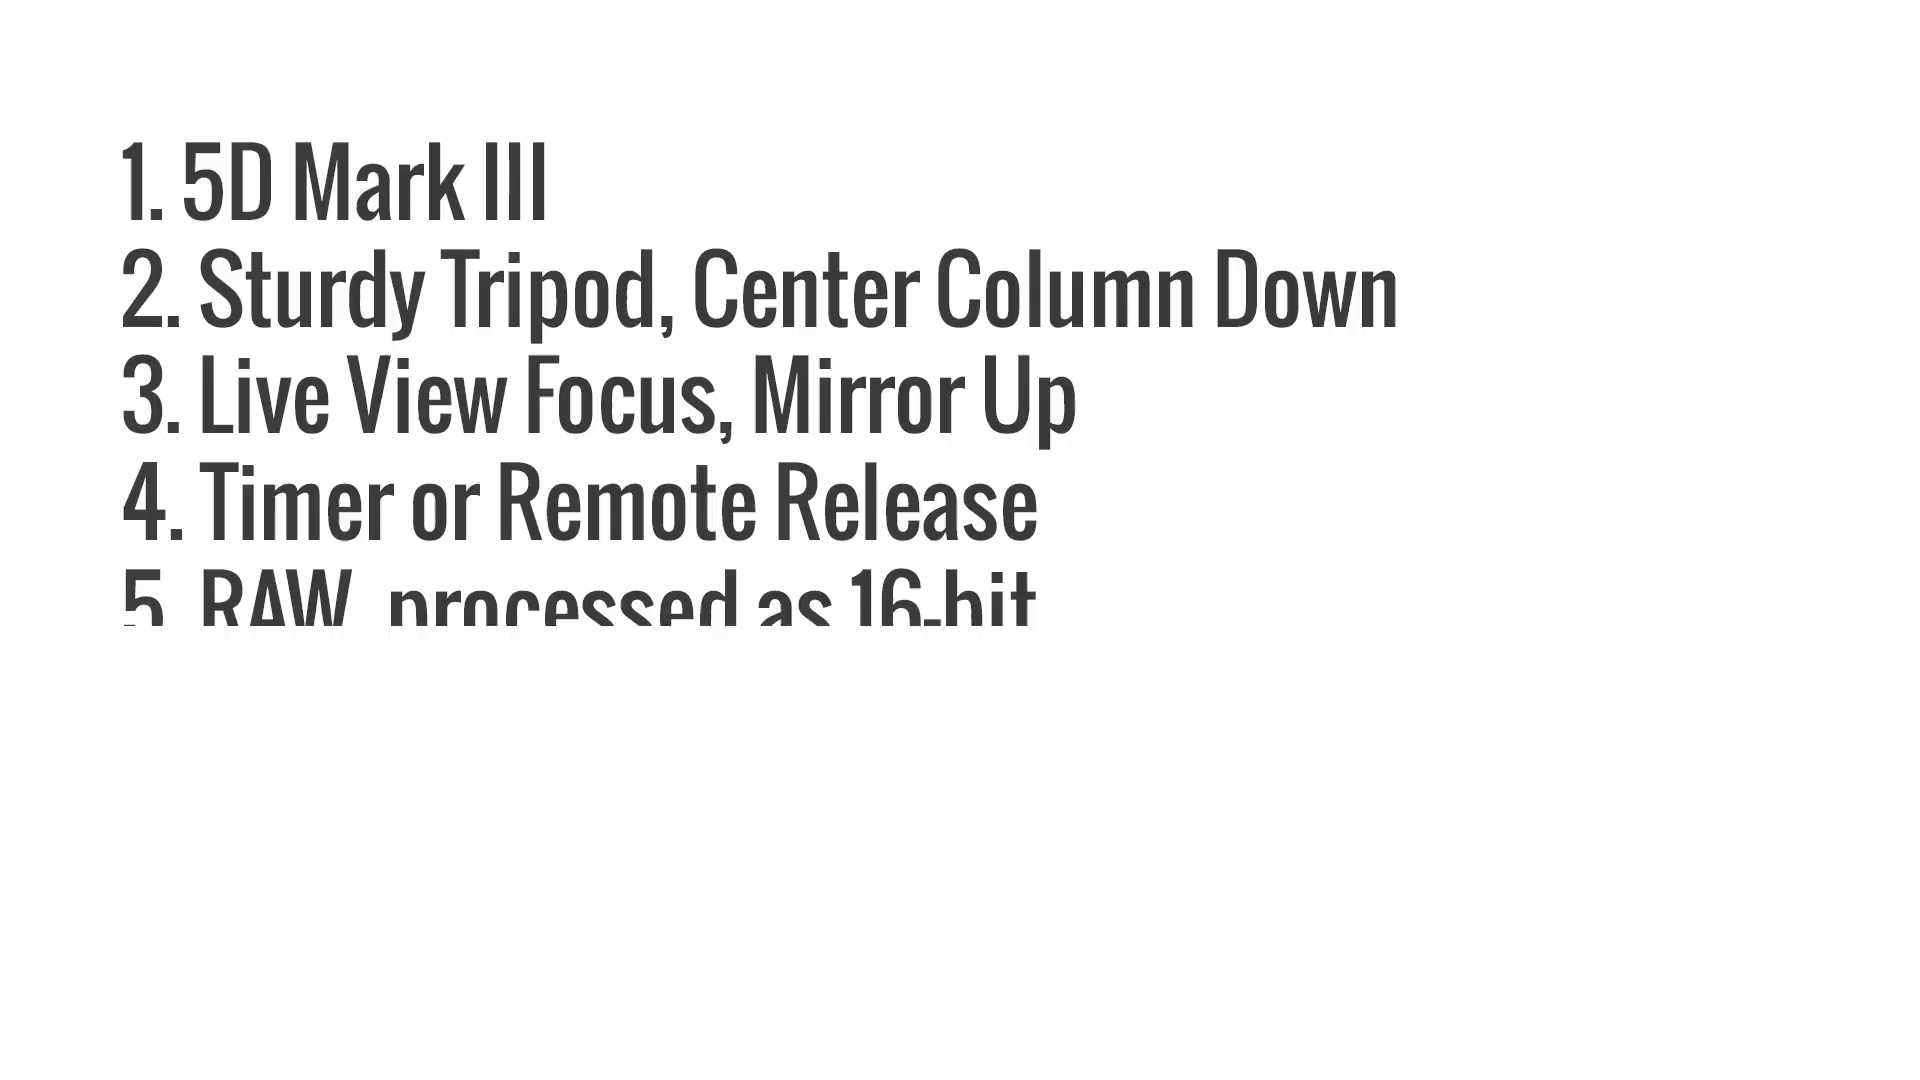 1. 5D Mark III
2. Sturdy Tripod, Center Column Down
3. Live View Focus, Mirror Up
4. Timer or Remote Release
5. RAW, processed as 16-bit